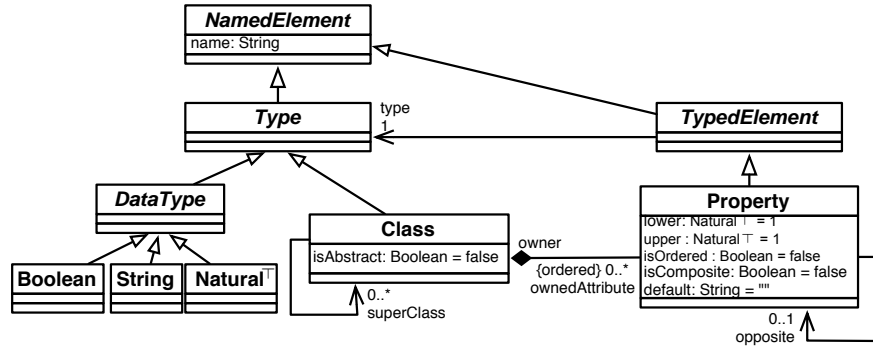 NamedElement
name: String
Type
type
1
TypedElement
DataType
Class
isAbstract: Boolean = false
Property
lower: Natural⊤ = 1
upper : Natural⊤ = 1
isOrdered : Boolean = false
isComposite: Boolean = false
default: String = ""
owner
{ordered} 0..*
ownedAttribute
Boolean
String
Natural⊤
0..*
superClass
0..1
opposite